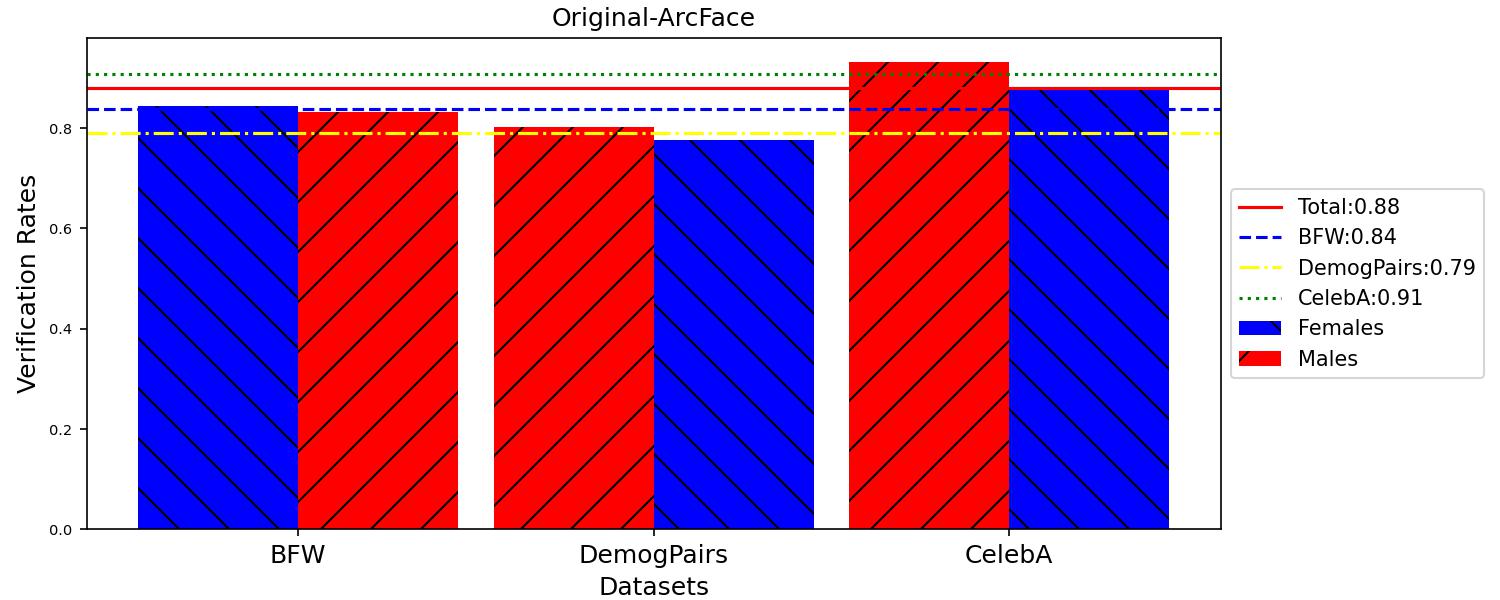 Original-ArcFace
Verification Rates
0.8
0.6
0.4
0.2
0.0
BFW
DemogPairs
CelebA
Datasets
Total:0.88
BFW:0.84
DemogPairs:0.79
CelebA:0.91
Females
Males